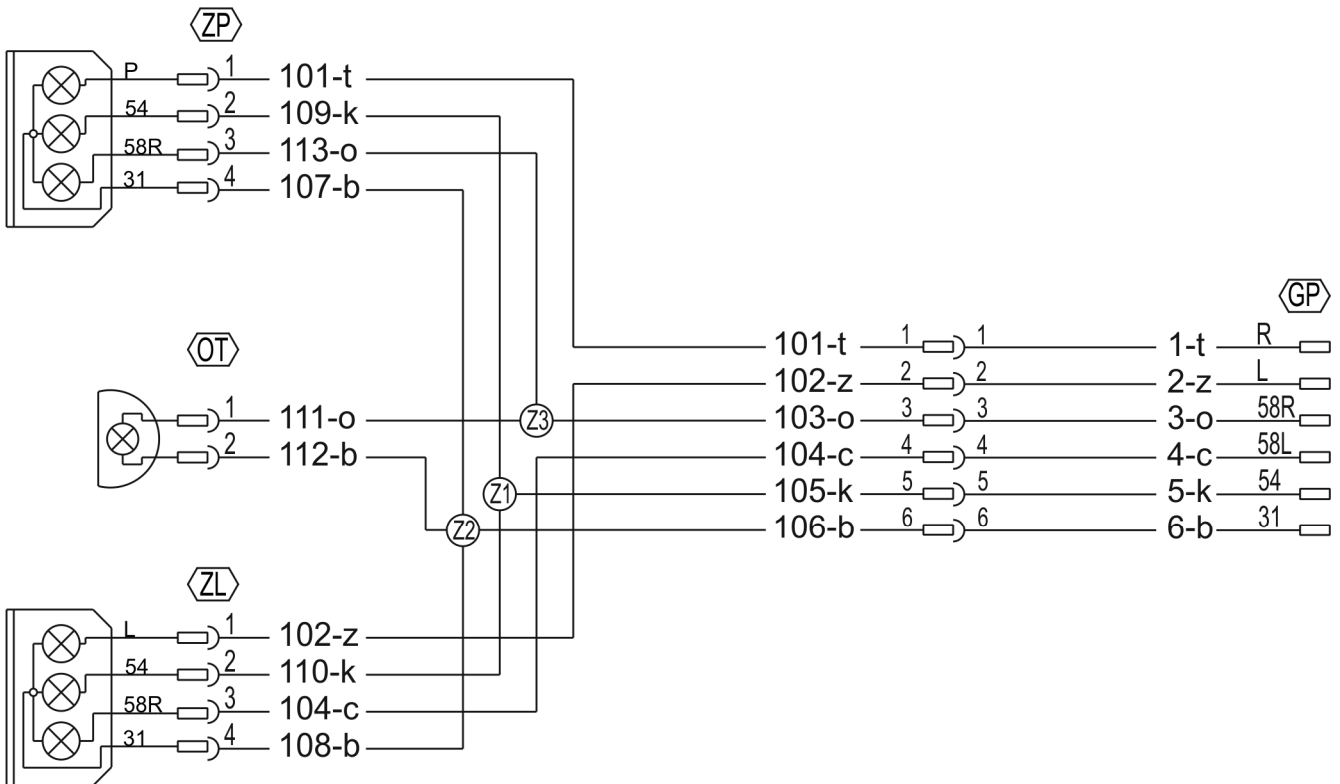 ZP
P 1 101-t
54 2 109-k
58R 3 113-o
31 4 107-b
GP
OT
101-t 1 1 1-t R
102-z 2 2 2-z L
1 111-o Z3 103-o 3 3 3-o 58R
2 112-b 104-c 4 4 4-c 58L
Z1 105-k 5 5 5-k 54
Z2 106-b 6 6 6-b 31
ZL
L 1 102-z
54 2 110-k
58R 3 104-c
31 4 108-b